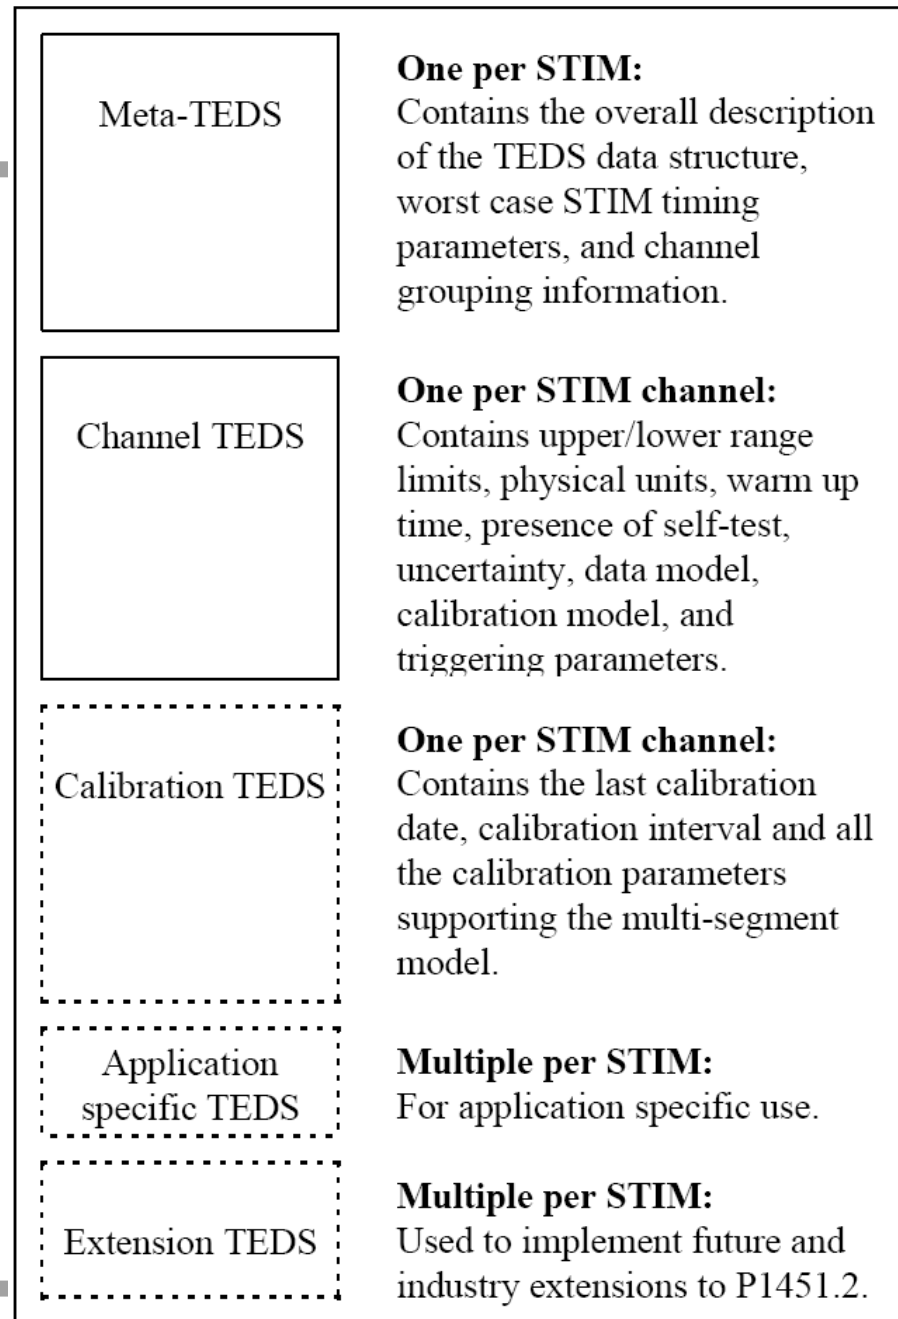 Meta-TEDS
One per STIM:
Contains the overall description
of the TEDS data structure,
worst case STIM timing
parameters, and channel
grouping information.
Channel TEDS
One per STIM channel:
Contains upper/lower range
limits, physical units, warm up
time, presence of self-test,
uncertainty, data model,
calibration model, and
triggering parameters.
Calibration TEDS
One per STIM channel:
Contains the last calibration
date, calibration interval and all
the calibration parameters
supporting the multi-segment
model.
Application
specific TEDS
Multiple per STIM:
For application specific use.
Extension TEDS
Multiple per STIM:
Used to implement future and
industry extensions to P1451.2.